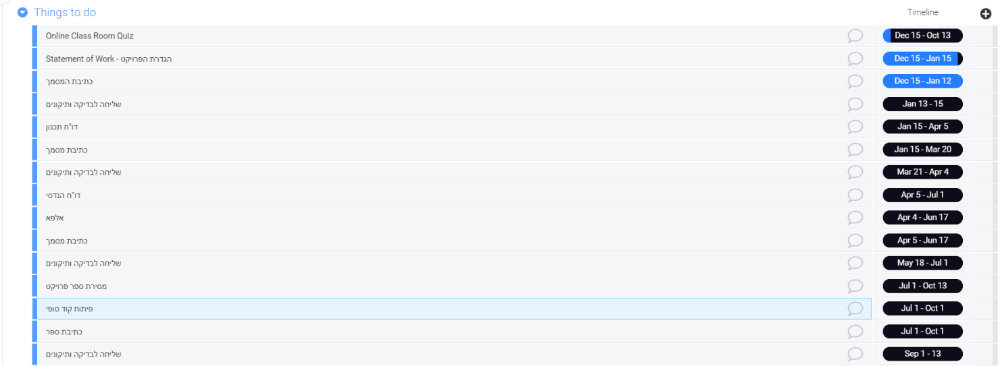 Things to do Timeline
Online Class Room Quiz Dec 15 - Oct 13
Statement of Work - הגדרת הפרויקט Dec 15 - Jan 15
כתיבת המסמך Dec 15 - Jan 12
שליחה לבדיקה ותיקונים Jan 13 - 15
דו"ח תכנון Jan 15 - Apr 5
כתיבת מסמך Jan 15 - Mar 20
שליחה לבדיקה ותיקונים Mar 21 - Apr 4
דו"ח הנדסי Apr 5 - Jul 1
אלפא Apr 4 - Jun 17
כתיבת מסמך Apr 5 - Jun 17
שליחה לבדיקה ותיקונים May 18 - Jul 1
מסירת ספר פרויקט Jul 1 - Oct 13
פיתוח קוד סופי Jul 1 - Oct 1
כתיבת ספר Jul 1 - Oct 1
שליחה לבדיקה ותיקונים Sep 1 - 13